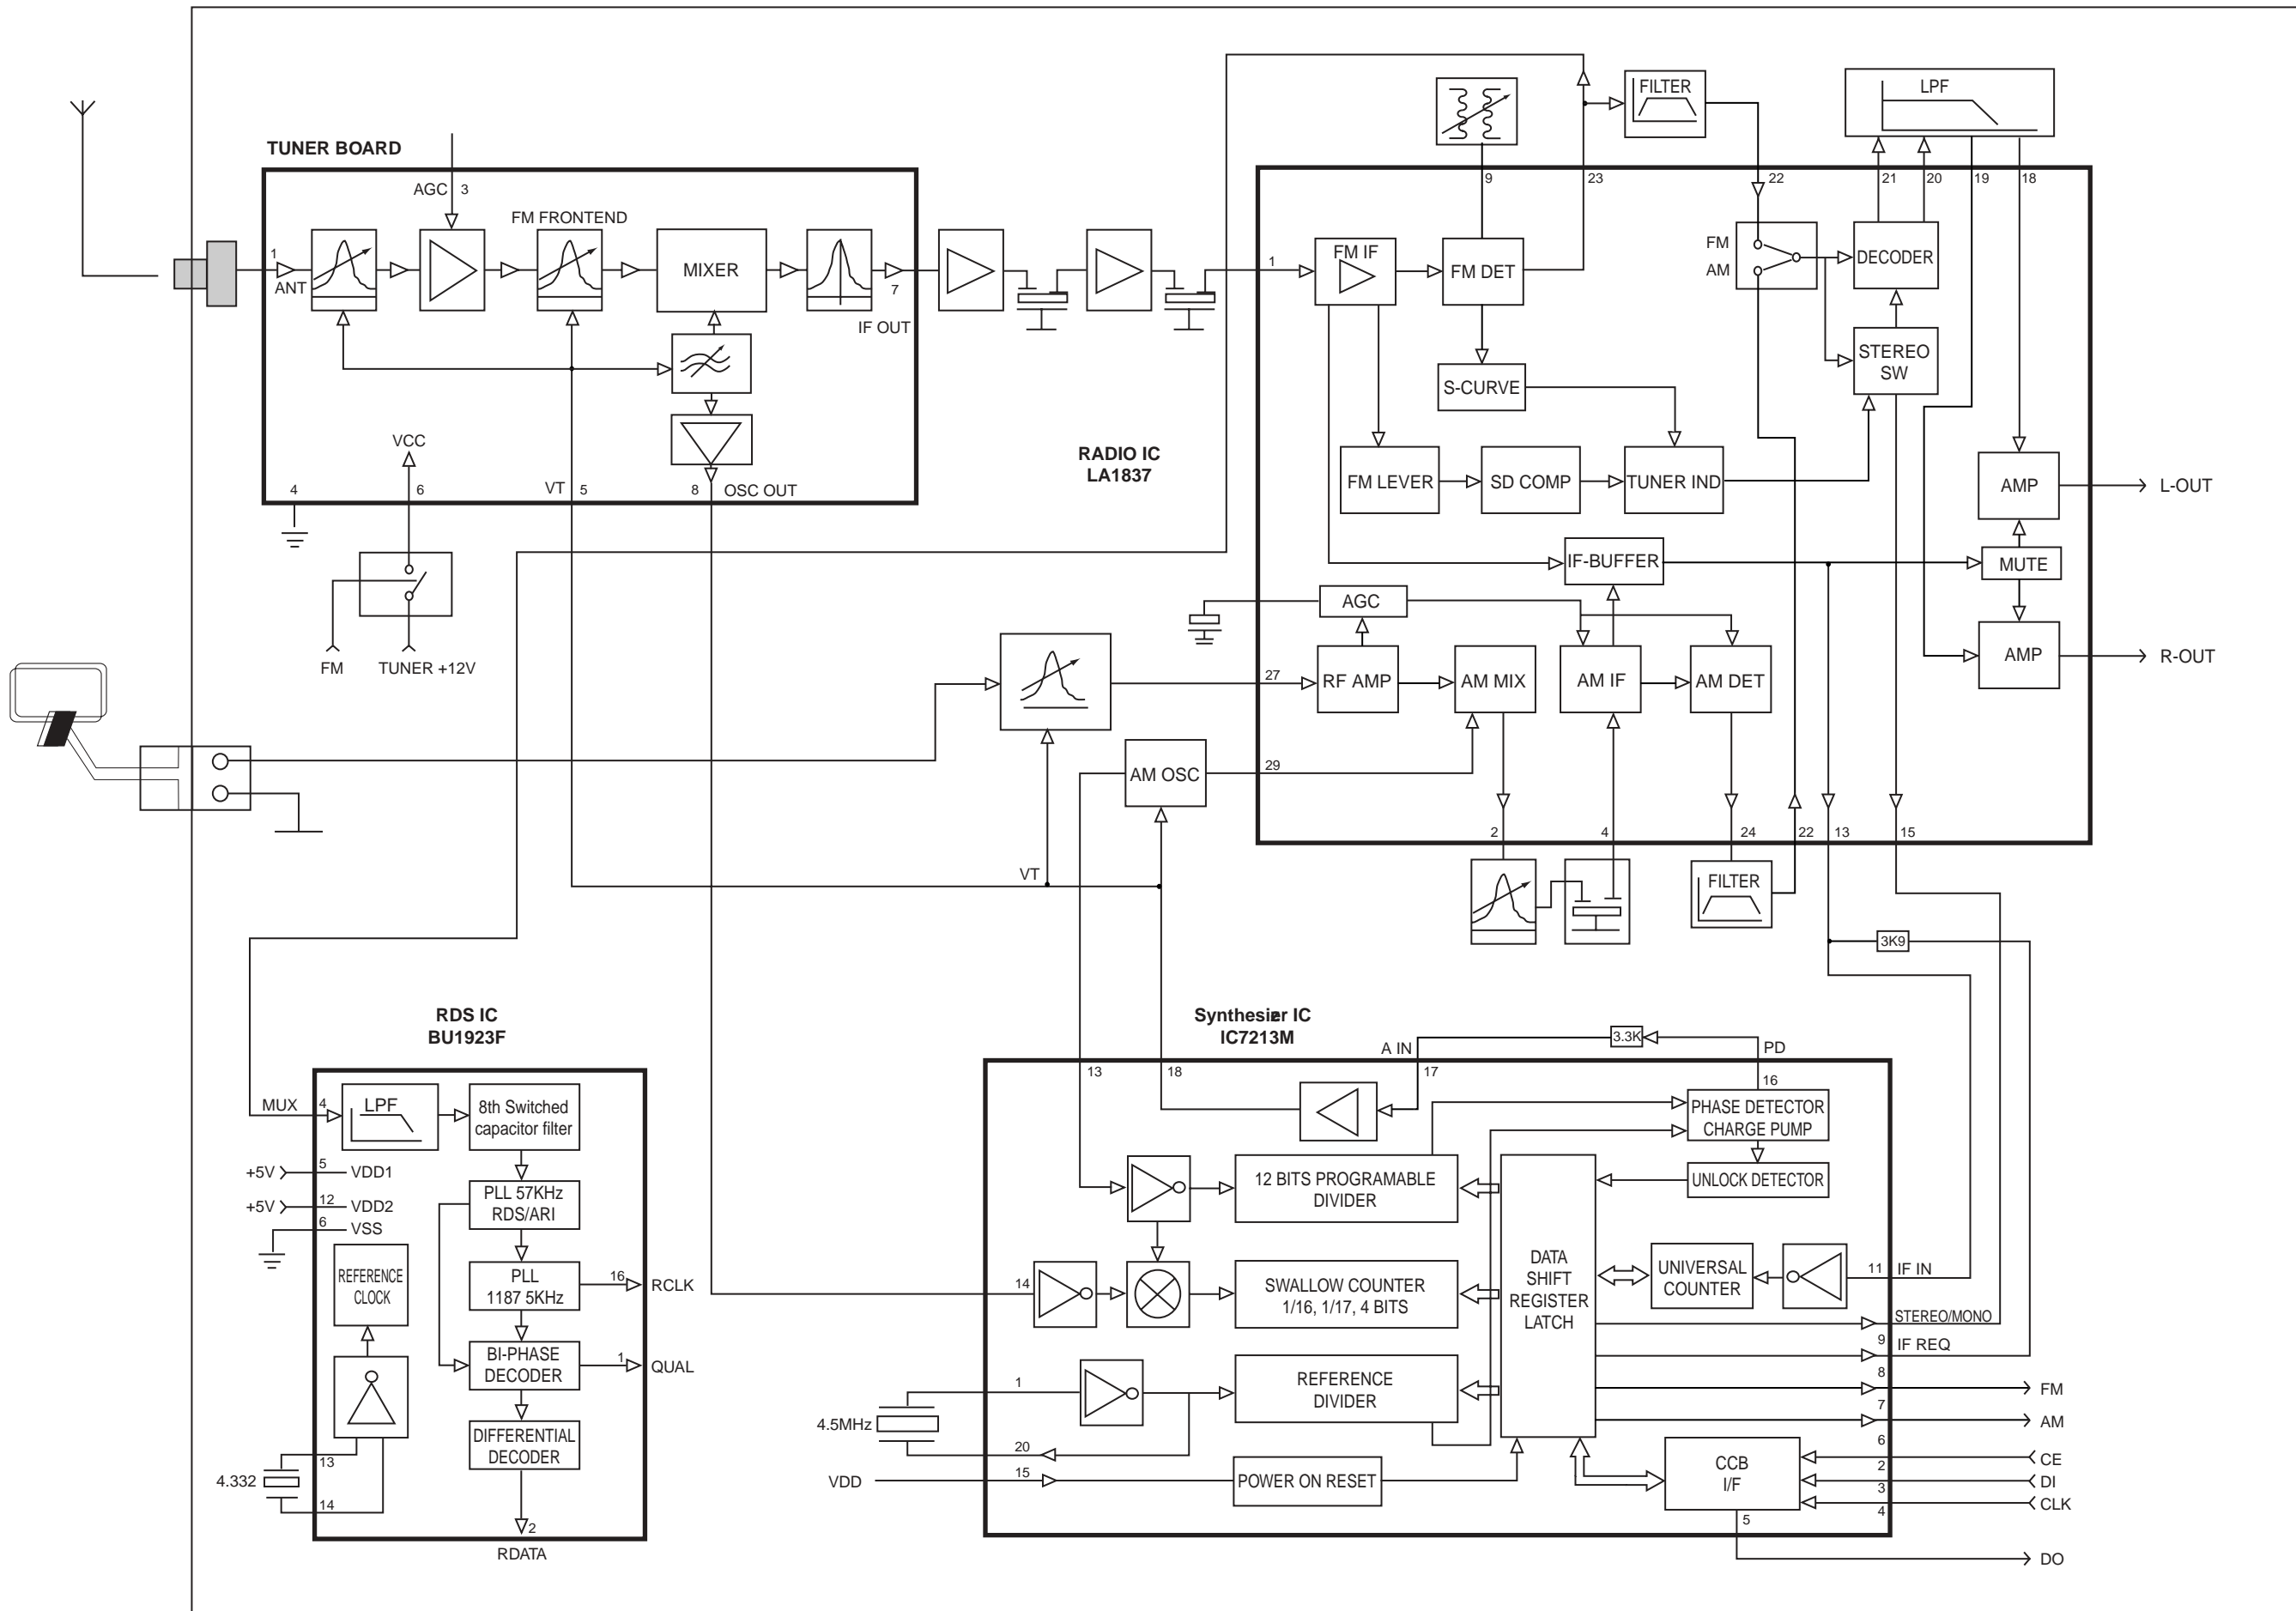 TUNER BOARD
AGC 3
FM FRONTEND
1
ANT
MIXER
7
IF OUT
VCC
4
6
VT 5
8 OSC OUT
FM
TUNER +12V
RADIO IC
LA1837
FILTER
LPF
9
23
22
21
20
19
18
1
FM IF
FM DET
FM
AM
DECODER
STEREO
SW
S-CURVE
FM LEVER
SD COMP
TUNER IND
AMP
L-OUT
IF-BUFFER
MUTE
AGC
AMP
R-OUT
27
RF AMP
AM MIX
AM IF
AM DET
AM OSC
29
2
4
24
22
13
15
VT
FILTER
3K9
RDS IC
BU1923F
MUX
4
LPF
8th Switched
capacitor filter
+5V
5
VDD1
+5V
12
VDD2
6
VSS
PLL 57KHz
RDS/ARI
REFERENCE
CLOCK
PLL
1187 5KHz
16
RCLK
BI-PHASE
DECODER
1
QUAL
DIFFERENTIAL
DECODER
4.332
13
14
2
RDATA
Synthesizer IC
IC7213M
A IN
3.3K
PD
13
18
17
16
PHASE DETECTOR
CHARGE PUMP
12 BITS PROGRAMABLE
DIVIDER
UNLOCK DETECTOR
14
SWALLOW COUNTER
1/16, 1/17, 4 BITS
DATA
SHIFT
REGISTER
LATCH
UNIVERSAL
COUNTER
11
IF IN
STEREO/MONO
9
IF REQ
1
REFERENCE
DIVIDER
8
FM
4.5MHz
7
AM
20
6
CE
VDD
15
POWER ON RESET
CCB
I/F
2
DI
3
CLK
4
5
DO